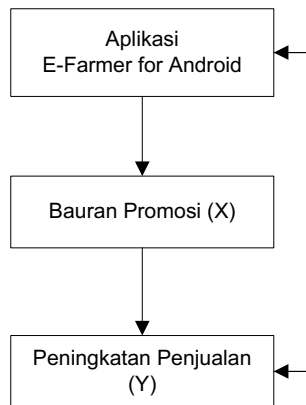 Aplikasi
E-Farmer for Android
Bauran Promosi (X)
Peningkatan Penjualan
(Y)